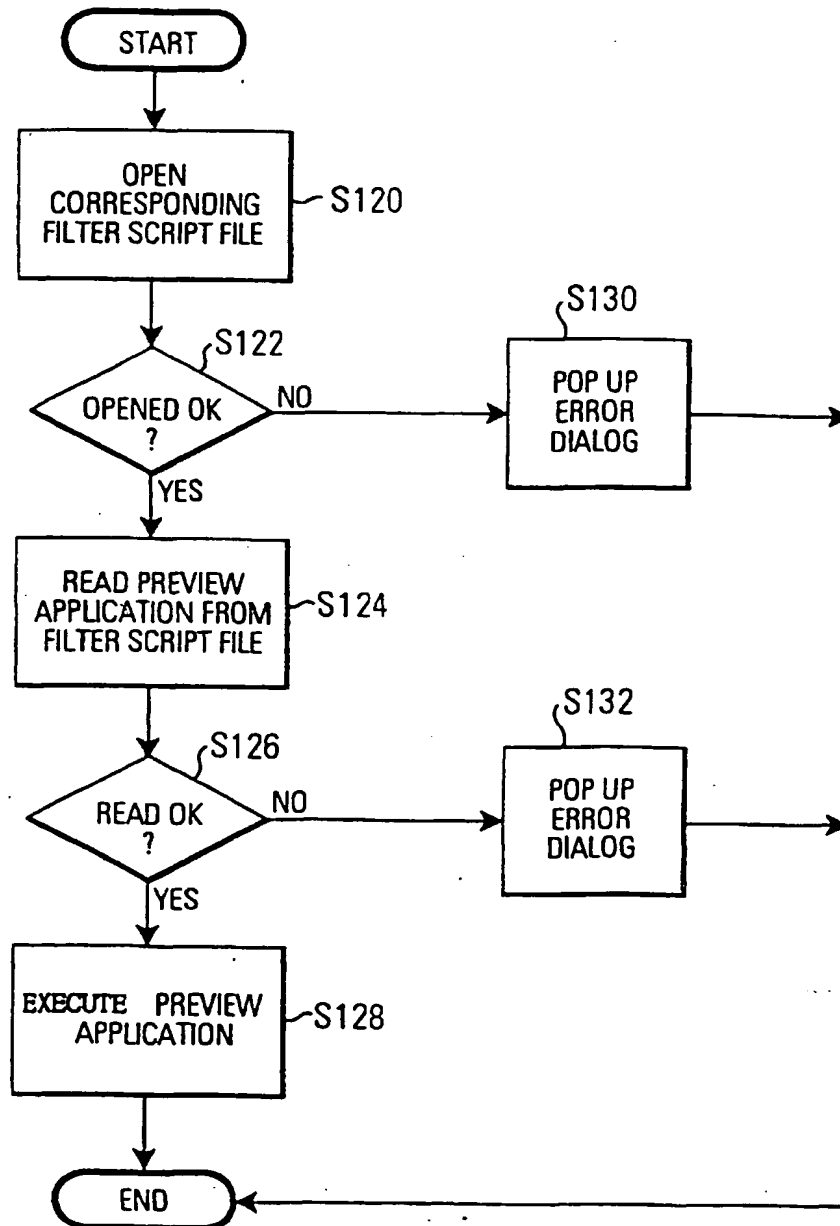 START
OPEN
CORRESPONDING
FILTER SCRIPT FILE
S120
S122
OPENED OK
?
NO
YES
S130
POP UP
ERROR
DIALOG
READ PREVIEW
APPLICATION FROM
FILTER SCRIPT FILE
S124
S126
READ OK
?
NO
YES
S132
POP UP
ERROR
DIALOG
EXECUTE PREVIEW
APPLICATION
S128
END